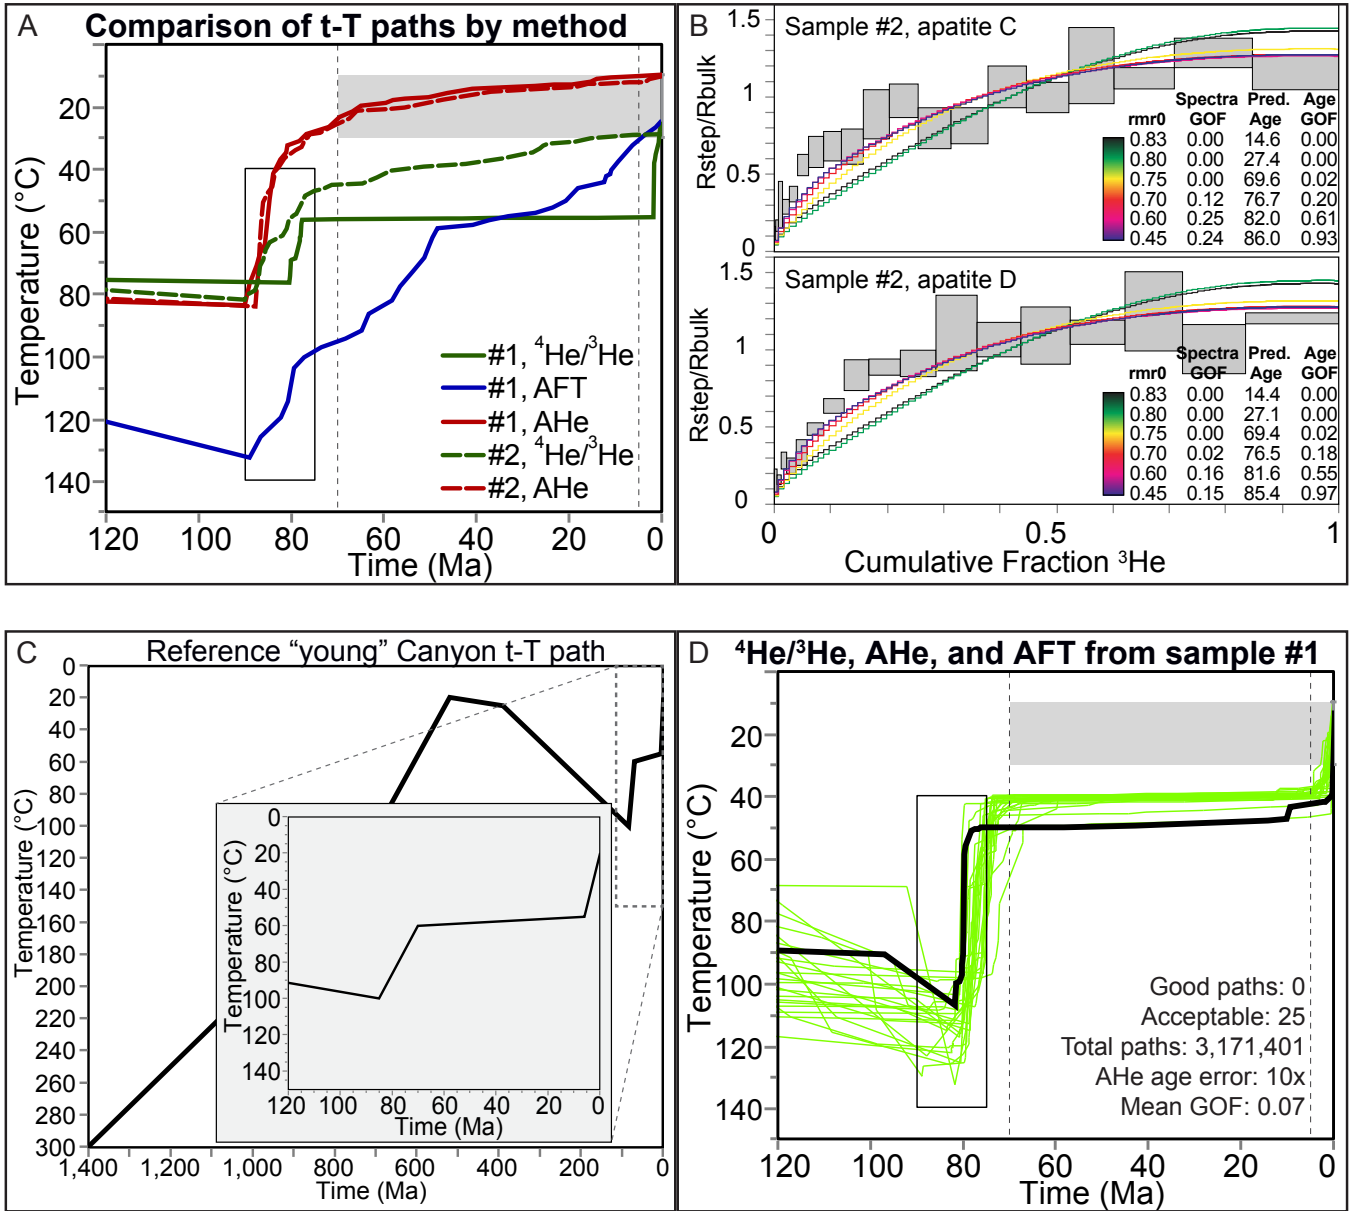 A
Comparison of t-T paths by method
20
40
60
80
100
120
140
Temperature (°C)
#1, ⁴He/³He
#1, AFT
#1, AHe
#2, ⁴He/³He
#2, AHe
120 100 80 60 40 20 0
Time (Ma)
B
Sample #2, apatite C
1.5
1
0.5
0
Rstep/Rbulk
Spectra Pred. Age
rmr0 GOF Age GOF
0.83 0.00 14.6 0.00
0.80 0.00 27.4 0.00
0.75 0.00 69.6 0.02
0.70 0.12 76.7 0.20
0.60 0.25 82.0 0.61
0.45 0.24 86.0 0.93
Sample #2, apatite D
1.5
1
0.5
0
Rstep/Rbulk
Spectra Pred. Age
rmr0 GOF Age GOF
0.83 0.00 14.4 0.00
0.80 0.00 27.1 0.00
0.75 0.00 69.4 0.02
0.70 0.02 76.5 0.18
0.60 0.16 81.6 0.55
0.45 0.15 85.4 0.97
0 0.5 1
Cumulative Fraction ³He
C
Reference “young” Canyon t-T path
0
20
40
60
80
100
120
140
160
180
200
220
240
260
280
300
Temperature (°C)
0
20
40
60
80
100
120
140
Temperature (°C)
120 100 80 60 40 20 0
Time (Ma)
1,400 1,200 1,000 800 600 400 200 0
Time (Ma)
D
⁴He/³He, AHe, and AFT from sample #1
20
40
60
80
100
120
140
Temperature (°C)
Good paths: 0
Acceptable: 25
Total paths: 3,171,401
AHe age error: 10x
Mean GOF: 0.07
120 100 80 60 40 20 0
Time (Ma)